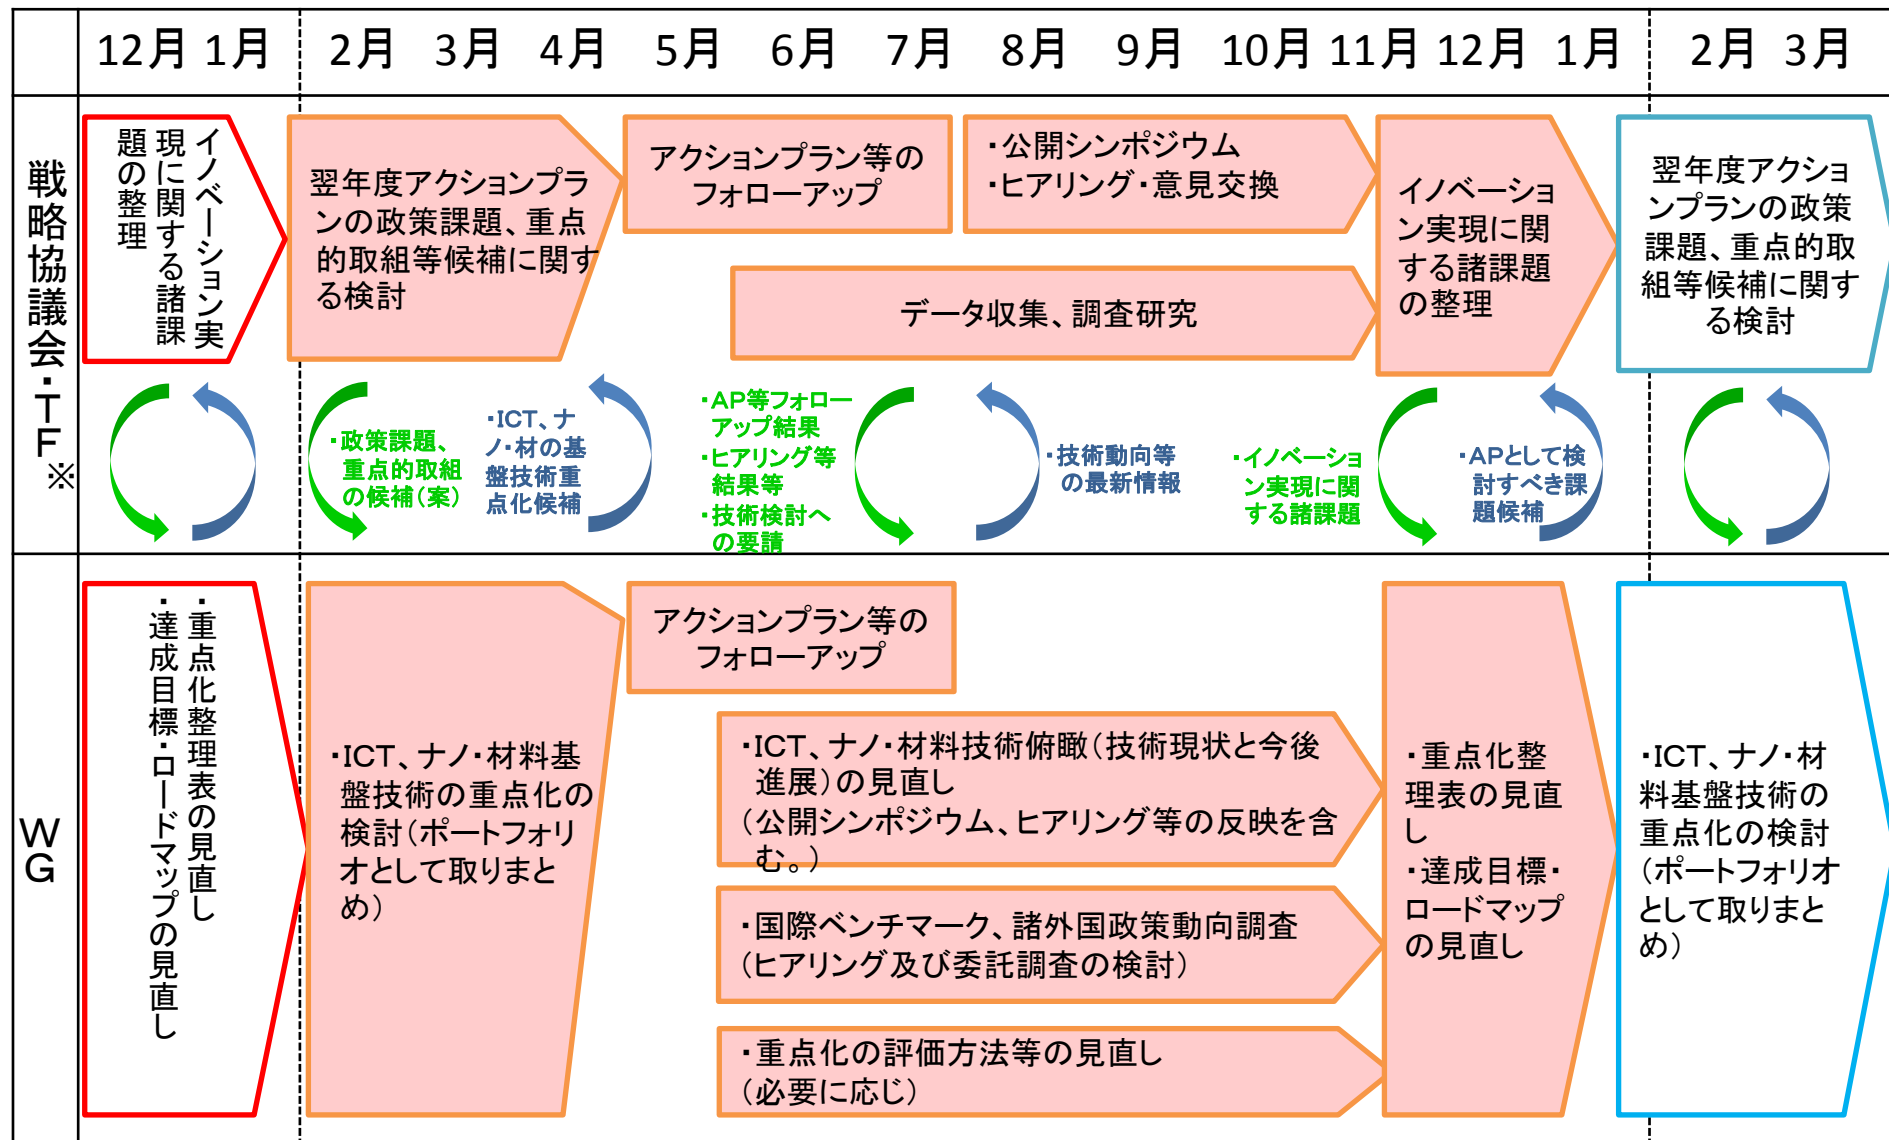 12月 1月 2月 3月 4月 5月 6月 7月 8月 9月 10月 11月 12月 1月 2月 3月
戦略協議会・TF※
イノベーション実
現に関する諸課
題の整理
翌年度アクションプラ
ンの政策課題、重点
的取組等候補に関す
る検討
アクションプラン等の
フォローアップ
・公開シンポジウム
・ヒアリング・意見交換
データ収集、調査研究
イノベーショ
ン実現に関
する諸課題
の整理
翌年度アクショ
ンプランの政策
課題、重点的取
組等候補に関す
る検討
・政策課題、
重点的取組
の候補(案)
・ICT、ナ
ノ・材の基
盤技術重
点化候補
・AP等フォロー
アップ結果
・ヒアリング等
結果等
・技術検討へ
の要請
・技術動向等
の最新情報
・イノベーショ
ン実現に関
する諸課題
・APとして検
討すべき課
題候補
WG
・重点化整理表の見直し
・達成目標・ロードマップの見直し
・ICT、ナノ・材料基
盤技術の重点化の
検討(ポートフォリ
オとして取りまと
め)
アクションプラン等の
フォローアップ
・ICT、ナノ・材料技術俯瞰(技術現状と今後
進展)の見直し
(公開シンポジウム、ヒアリング等の反映を含
む。)
・国際ベンチマーク、諸外国政策動向調査
(ヒアリング及び委託調査の検討)
・重点化の評価方法等の見直し
(必要に応じ)
・重点化整
理表の見直
し
・達成目標・
ロードマップ
の見直し
・ICT、ナノ・材
料基盤技術の
重点化の検討
(ポートフォリオ
として取りまと
め)